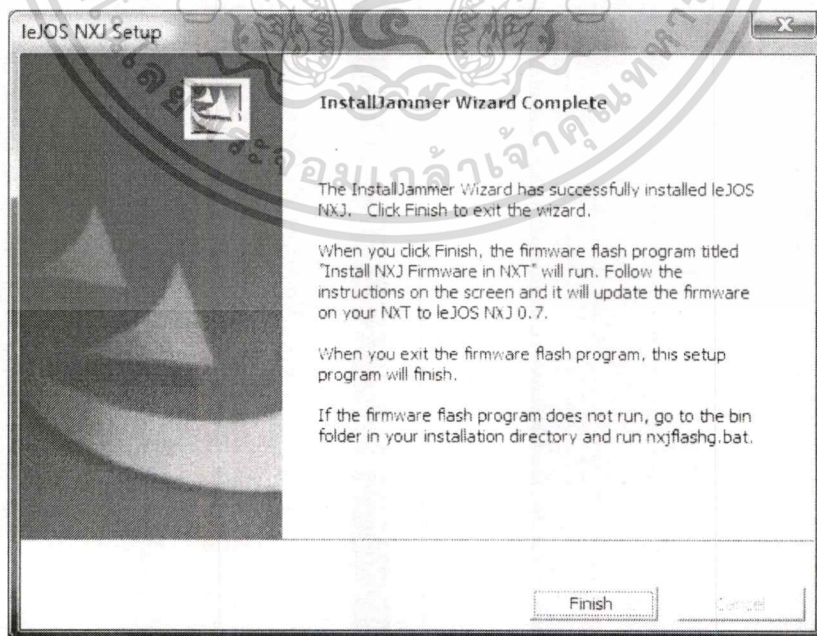 leJOS NXJ Setup
InstallJammer Wizard Complete
The InstallJammer Wizard has successfully installed leJOS
NXJ. Click Finish to exit the wizard.
When you click Finish, the firmware flash program titled
"Install NXJ Firmware in NXT" will run. Follow the
instructions on the screen and it will update the firmware
on your NXT to leJOS NXJ 0.7.
When you exit the firmware flash program, this setup
program will finish.
If the firmware flash program does not run, go to the bin
folder in your installation directory and run nxjflashg.bat.
Finish
Cancel